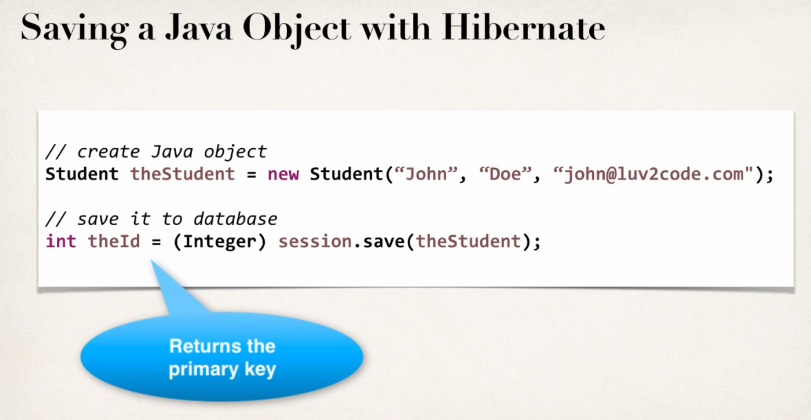 Saving a Java Object with Hibernate
// create Java object
Student theStudent = new Student(“John”, “Doe”, “john@luv2code.com");
// save it to database
int theId = (Integer) session.save(theStudent);
Returns the
primary key